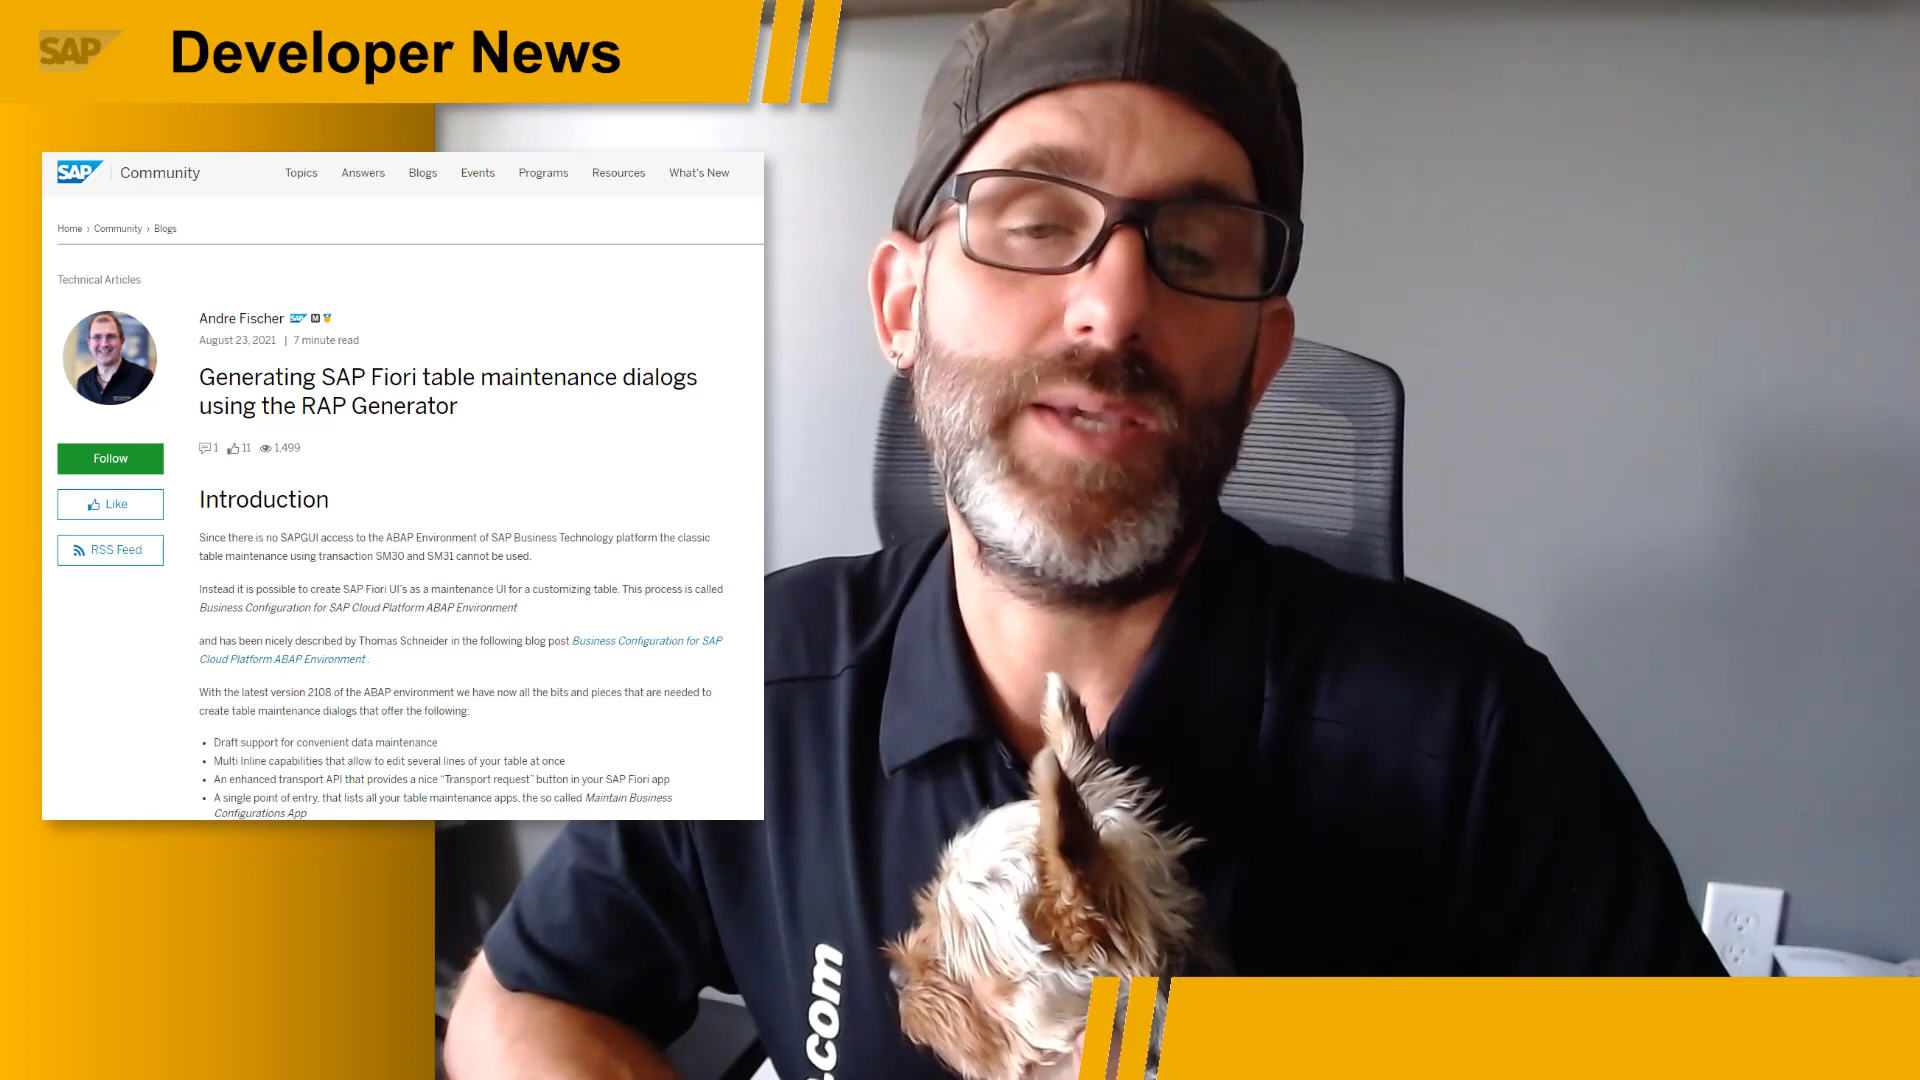 SAP Developer News
SAP Community Topics Answers Blogs Events Programs Resources What's New
Home › Community › Blogs
Technical Articles
Andre Fischer SAP M
August 23, 2021 | 7 minute read
Generating SAP Fiori table maintenance dialogs
using the RAP Generator
1 11 1,499
Follow
Like
RSS Feed
Introduction
Since there is no SAPGUI access to the ABAP Environment of SAP Business Technology platform the classic
table maintenance using transaction SM30 and SM31 cannot be used.
Instead it is possible to create SAP Fiori UI's as a maintenance UI for a customizing table. This process is called
Business Configuration for SAP Cloud Platform ABAP Environment
and has been nicely described by Thomas Schneider in the following blog post Business Configuration for SAP
Cloud Platform ABAP Environment .
With the latest version 2108 of the ABAP environment we have now all the bits and pieces that are needed to
create table maintenance dialogs that offer the following:
• Draft support for convenient data maintenance
• Multi Inline capabilities that allow to edit several lines of your table at once
• An enhanced transport API that provides a nice “Transport request” button in your SAP Fiori app
• A single point of entry, that lists all your table maintenance apps, the so called Maintain Business
Configurations App
.com